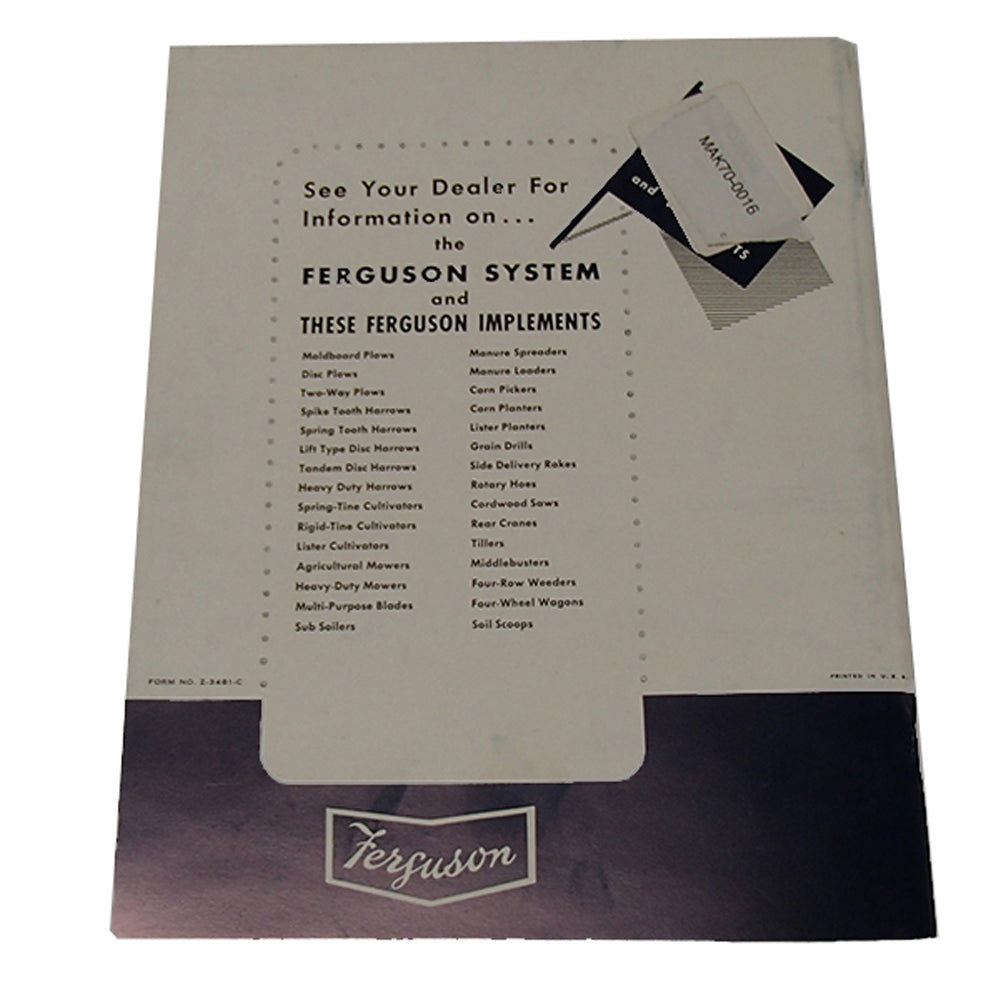 See Your Dealer For
Information on...
the
FERGUSON SYSTEM
and
THESE FERGUSON IMPLEMENTS
Moldboard Plows
Disc Plows
Two-Way Plows
Spike Tooth Harrows
Spring Tooth Harrows
Lift Type Disc Harrows
Tandem Disc Harrows
Heavy Duty Harrows
Spring-Tine Cultivators
Rigid-Tine Cultivators
Lister Cultivators
Agricultural Mowers
Heavy-Duty Mowers
Multi-Purpose Blades
Sub Soilers
Manure Spreaders
Manure Loaders
Corn Pickers
Corn Planters
Lister Planters
Grain Drills
Side Delivery Rakes
Rotary Hoes
Cordwood Saws
Rear Cranes
Tillers
Middlebusters
Four-Row Weeders
Four-Wheel Wagons
Soil Scoops
and
MAK70-0016
TS
FORM NO. Z-3481-C
PRINTED IN U. S. A.
Ferguson